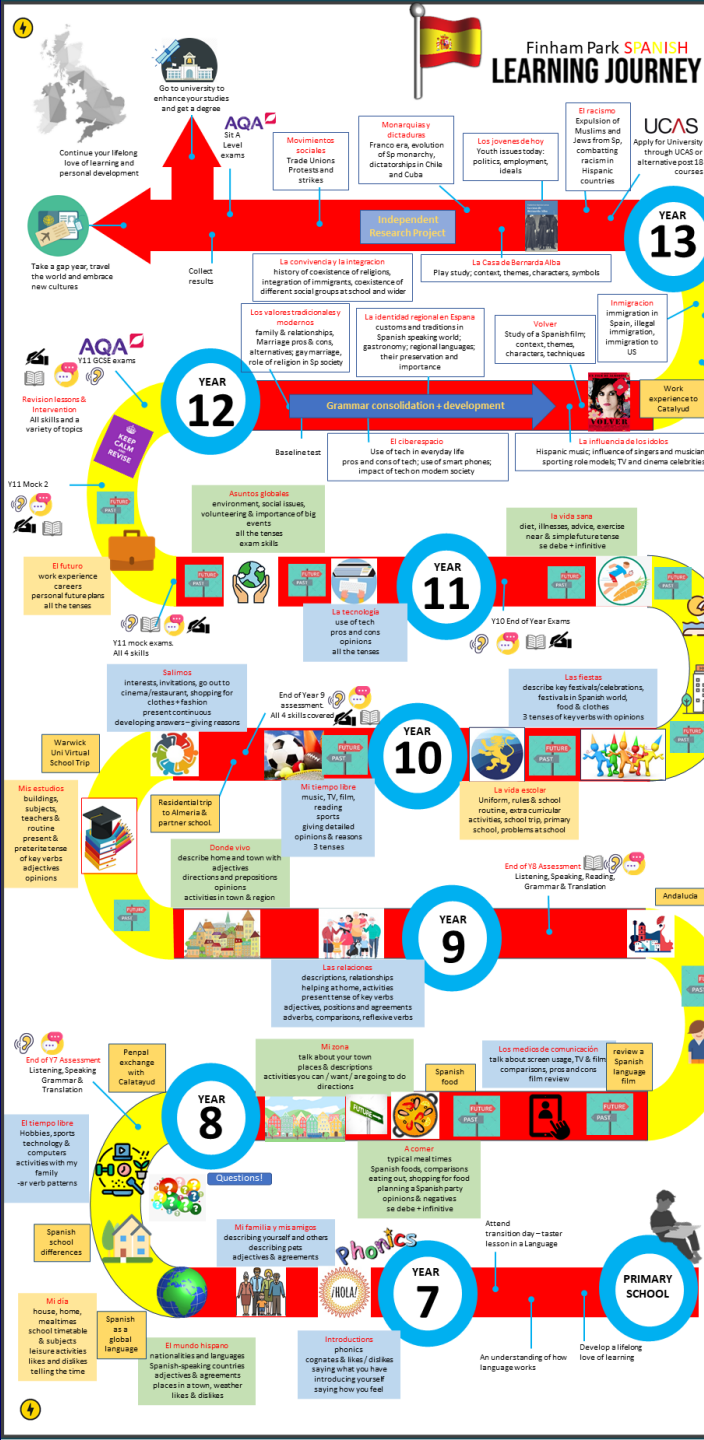 Finham Park SPANISH
LEARNING JOURNEY
Go to university to
enhance your studies
and get a degree
Continue your lifelong
love of learning and
personal development
AQA
Sit A
Level
exams
Movimientos
sociales
Trade Unions
Protests and
strikes
Monarquias y
dictaduras
Franco era, evolution
of Sp monarchy,
dictatorships in Chile
and Cuba
Los jovenes de hoy
Youth issues today:
politics, employment,
ideals
El racismo
Expulsion of
Muslims and
Jews from Sp,
combatting
racism in
Hispanic
countries
UCAS
Apply for University
through UCAS or
alternative post 18
courses
Independent
Research Project
YEAR
13
Take a gap year, travel
the world and embrace
new cultures
Collect
results
La convivencia y la integracion
history of coexistence of religions,
integration of immigrants, coexistence of
different social groups at school and wider
La Casa de Bernarda Alba
Play study; context, themes, characters, symbols
Los valores tradicionales y
modernos
family & relationships,
Marriage pros & cons,
alternatives; gay marriage,
role of religion in Sp society
La identidad regional en Espana
customs and traditions in
Spanish speaking world;
gastronomy; regional languages;
their preservation and
importance
Volver
Study of a Spanish film;
context, themes,
characters, techniques
Inmigracion
immigration in
Spain, illegal
immigration,
immigration to
US
AQA
Y11 GCSE exams
Revision lessons &
Intervention
All skills and a
variety of topics
YEAR
12
Grammar consolidation + development
VOLVER
Work
experience to
Catalyud
KEEP
CALM
AND
REVISE
Baseline test
El ciberespacio
Use of tech in everyday life
pros and cons of tech; use of smart phones;
impact of tech on modern society
La influencia de los idolos
Hispanic music; influence of singers and musician
sporting role models; TV and cinema celebrities
Y11 Mock 2
FUTURE
PAST
Asuntos globales
environment, social issues,
volunteering & importance of big
events
all the tenses
exam skills
la vida sana
diet, illnesses, advice, exercise
near & simple future tense
se debe + infinitive
El futuro
work experience
careers
personal future plans
all the tenses
FUTURE
PAST
FUTURE
PAST
YEAR
11
FUTURE
PAST
FUTURE
PAST
Y11 mock exams.
All 4 skills
La tecnologia
use of tech
pros and cons
opinions
all the tenses
Y10 End of Year Exams
Salimos
interests, invitations, go out to
cinema/restaurant, shopping for
clothes + fashion
present continuous
developing answers – giving reasons
End of Year 9
assessment.
All 4 skills covered
Las fiestas
describe key festivals/celebrations,
festivals in Spanish world,
food & clothes
3 tenses of key verbs with opinions
Warwick
Uni Virtual
School Trip
FUTURE
PAST
YEAR
10
FUTURE
PAST
FUTURE
PAST
Mis estudios
buildings,
subjects,
teachers &
routine
present &
preterite tense
of key verbs
adjectives
opinions
Residential trip
to Almeria &
partner school.
Mi tiempo libre
music, TV, film,
reading
sports
giving detailed
opinions & reasons
3 tenses
La vida escolar
Uniform, rules & school
routine, extra curricular
activities, school trip, primary
school, problems at school
Donde vivo
describe home and town with
adjectives
directions and prepositions
opinions
activities in town & region
End of Y8 Assessment
Listening, Speaking, Reading,
Grammar & Translation
Andalucia
FUTURE
PAST
YEAR
9
Las relaciones
descriptions, relationships
helping at home, activities
present tense of key verbs
adjectives, positions and agreements
adverbs, comparisons, reflexive verbs
End of Y7 Assessment
Listening, Speaking
Grammar &
Translation
Penpal
exchange
with
Calatayud
Mi zona
talk about your town
places & descriptions
activities you can / want / are going to do
directions
Spanish
food
Los medios de comunicación
talk about screen usage, TV & film
comparisons, pros and cons
film review
review a
Spanish
language
film
YEAR
8
FUTURE
FUTURE
PAST
FUTURE
PAST
El tiempo libre
Hobbies, sports
technology &
computers
activities with my
family
-ar verb patterns
Questions!
A comer
typical meal times
Spanish foods, comparisons
eating out, shopping for food
planning a Spanish party
opinions & negatives
se debe + infinitive
Spanish
school
differences
Mi familia y mis amigos
describing yourself and others
describing pets
adjectives & agreements
Phonics
Attend
transition day – taster
lesson in a Language
¡HOLA!
YEAR
7
PRIMARY
SCHOOL
Mi dia
house, home,
mealtimes
school timetable
& subjects
leisure activities
likes and dislikes
telling the time
Spanish
as a
global
language
El mundo hispano
nationalities and languages
Spanish-speaking countries
adjectives & agreements
places in a town, weather
likes & dislikes
Introductions
phonics
cognates & likes / dislikes
saying what you have
introducing yourself
saying how you feel
An understanding of how
language works
Develop a lifelong
love of learning